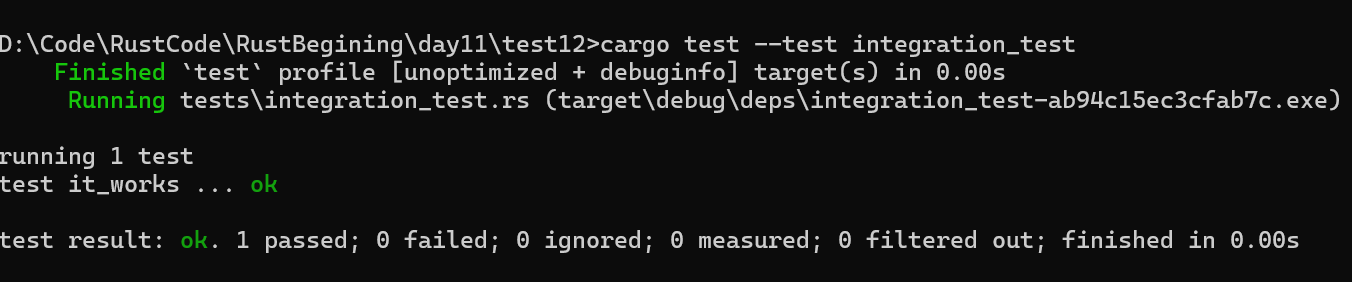 D:\Code\RustCode\RustBegining\day11\test12>cargo test --test integration_test
Finished `test` profile [unoptimized + debuginfo] target(s) in 0.00s
Running tests\integration_test.rs (target\debug\deps\integration_test-ab94c15ec3cfab7c.exe)
running 1 test
test it_works ... ok
test result: ok. 1 passed; 0 failed; 0 ignored; 0 measured; 0 filtered out; finished in 0.00s